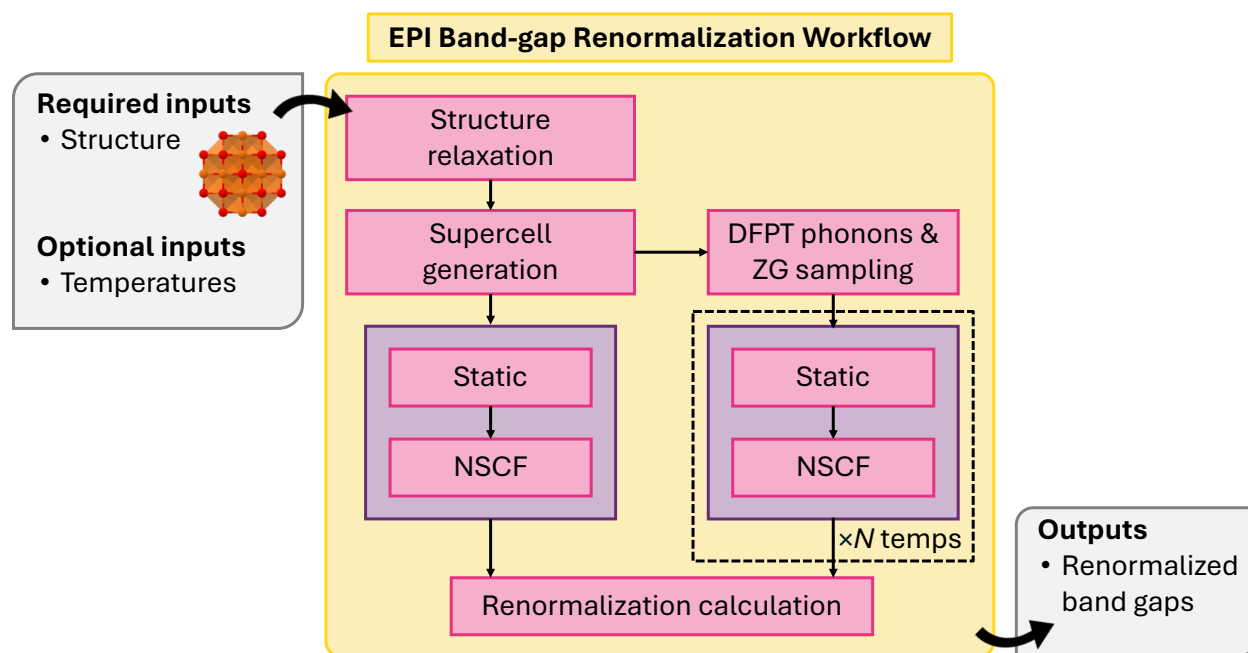 EPI Band-gap Renormalization Workflow
Required inputs
• Structure
Optional inputs
• Temperatures
Structure
relaxation
Supercell
generation
DFPT phonons &
ZG sampling
Static
NSCF
Static
NSCF
×N temps
Renormalization calculation
Outputs
• Renormalized
band gaps